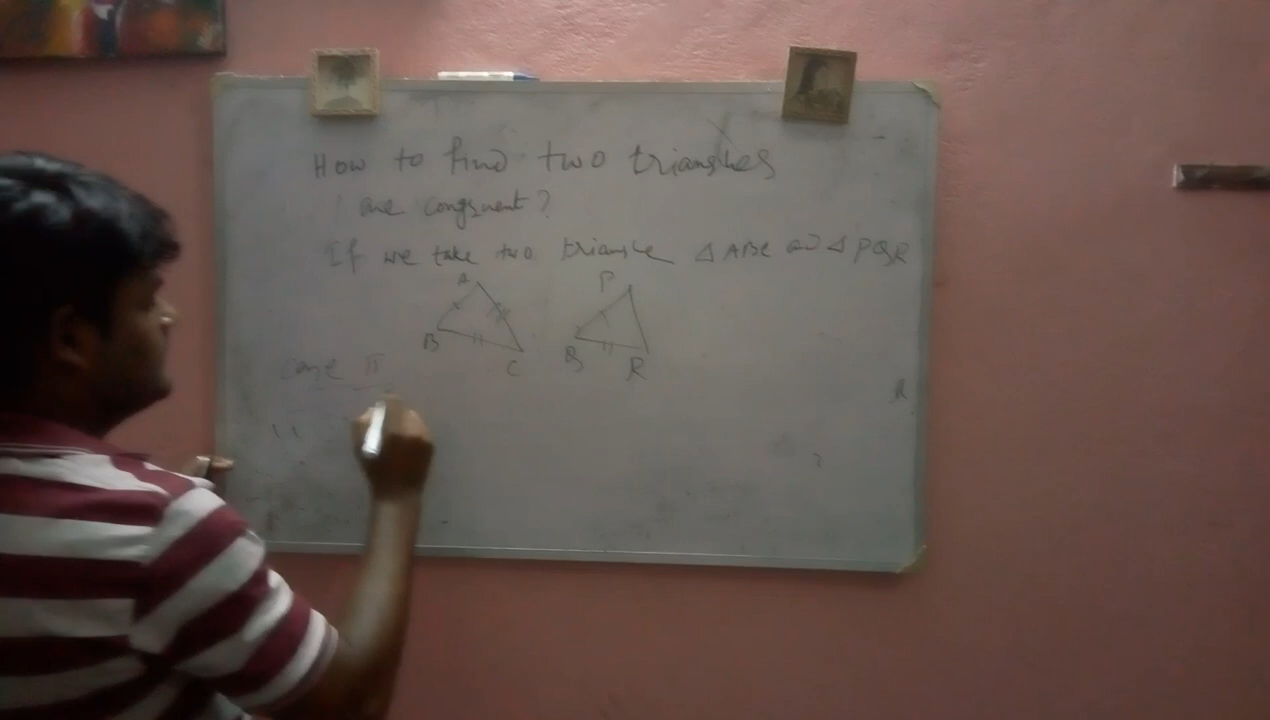 How to find two triangles
are congruent?
If we take two triangle △ ABC and △ PQR
A
P
B
C
Q
R
Case II